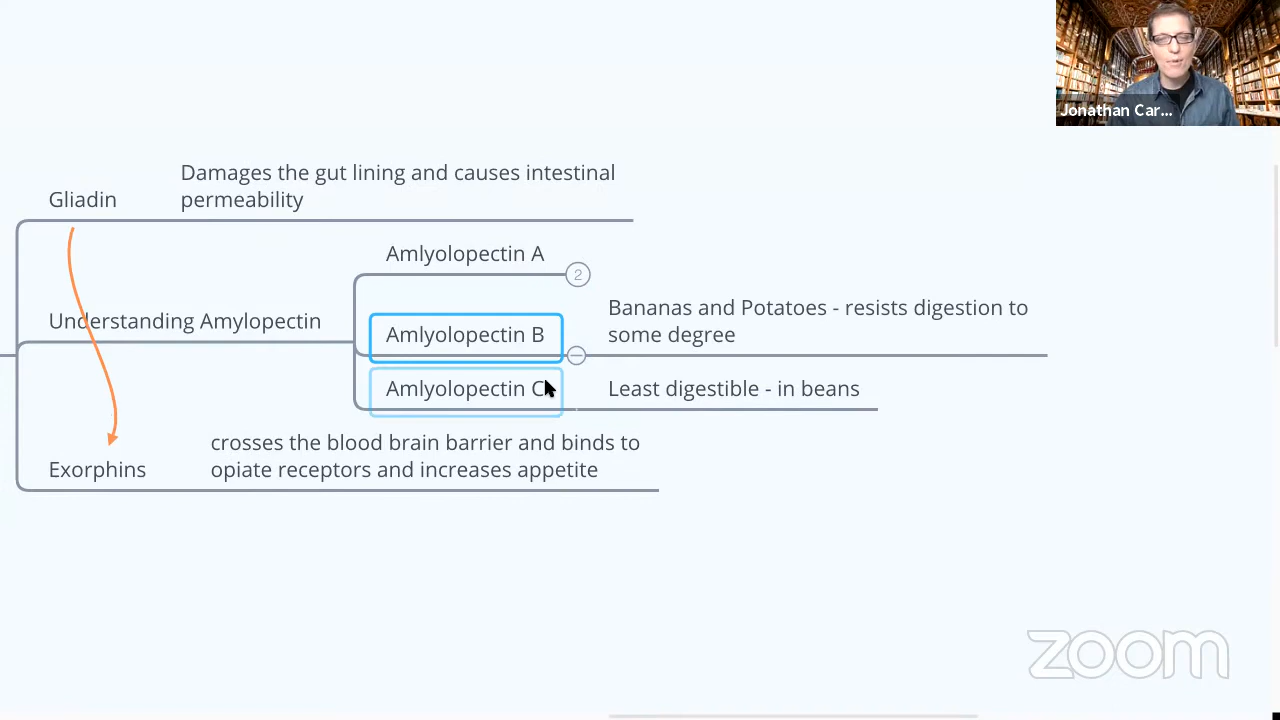 Jonathan Car...
Damages the gut lining and causes intestinal
Gliadin
permeability
Amlyolopectin A
2
Bananas and Potatoes - resists digestion to
Understanding Amylopectin
Amlyolopectin B
some degree
Amlyolopectin C
Least digestible - in beans
crosses the blood brain barrier and binds to
Exorphins
opiate receptors and increases appetite
zoom